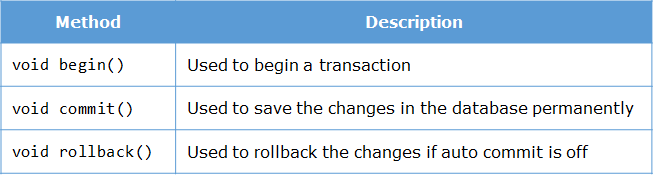 Method Description
void begin() Used to begin a transaction
void commit() Used to save the changes in the database permanently
void rollback() Used to rollback the changes if auto commit is off